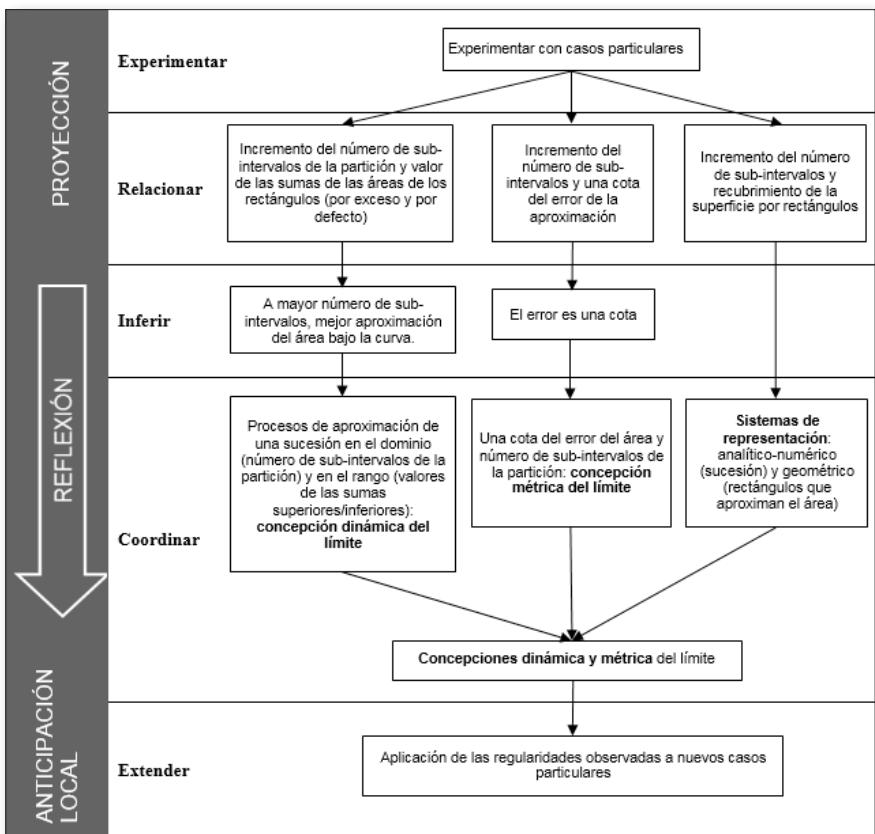 PROYECCIÓN
REFLEXIÓN
ANTICIPACIÓN
LOCAL
Experimentar
Experimentar con casos particulares
Relacionar
Incremento del número de sub-
intervalos de la partición y valor
de las sumas de las áreas de los
rectángulos (por exceso y por
defecto)
Incremento del
número de sub-
intervalos y una cota
del error de la
aproximación
Incremento del número
de sub-intervalos y
recubrimiento de la
superficie por rectángulos
Inferir
A mayor número de sub-
intervalos, mejor aproximación
del área bajo la curva.
El error es una cota
Coordinar
Procesos de aproximación de
una sucesión en el dominio
(número de sub-intervalos de la
partición) y en el rango (valores
de las sumas
superiores/inferiores):
concepción dinámica del
límite
Una cota del error del área y
número de sub-intervalos de
la partición: concepción
métrica del límite
Sistemas de
representación:
analítico-numérico
(sucesión) y geométrico
(rectángulos que
aproximan el área)
Concepciones dinámica y métrica del límite
Extender
Aplicación de las regularidades observadas a nuevos casos
particulares